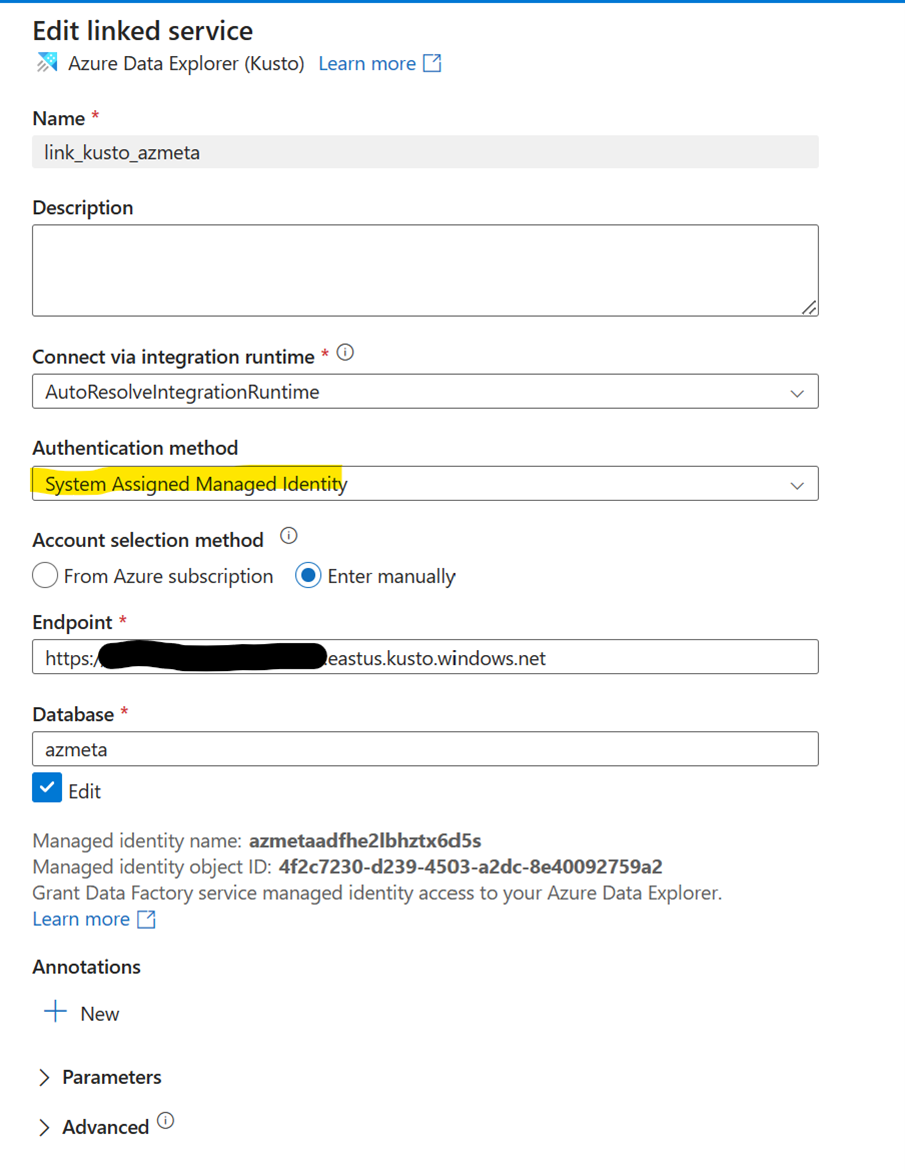 Edit linked service
Azure Data Explorer (Kusto) Learn more
Name *
link_kusto_azmeta
Description
Connect via integration runtime *
AutoResolveIntegrationRuntime
Authentication method
System Assigned Managed Identity
Account selection method
From Azure subscription Enter manually
Endpoint *
https:/ .eastus.kusto.windows.net
Database *
azmeta
Edit
Managed identity name: azmetaadfhe2lbhztx6d5s
Managed identity object ID: 4f2c7230-d239-4503-a2dc-8e40092759a2
Grant Data Factory service managed identity access to your Azure Data Explorer.
Learn more
Annotations
New
Parameters
Advanced